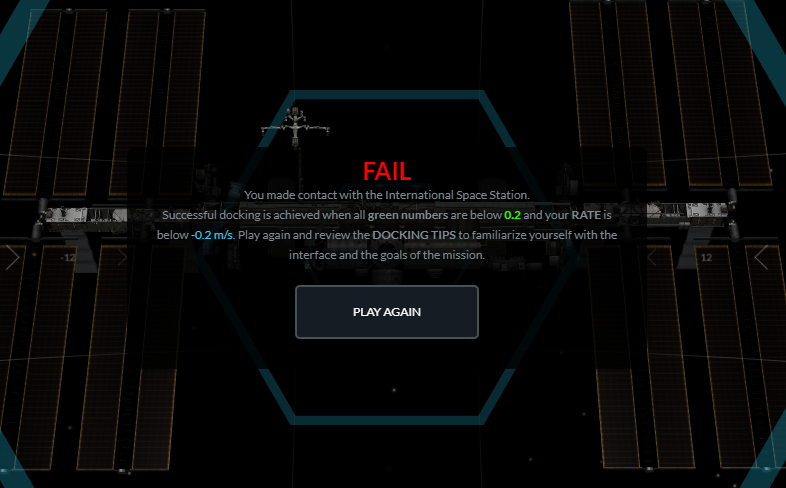 FAIL
You made contact with the International Space Station.
Successful docking is achieved when all green numbers are below 0.2 and your RATE is
below -0.2 m/s. Play again and review the DOCKING TIPS to familiarize yourself with the
interface and the goals of the mission.
-12
12
PLAY AGAIN